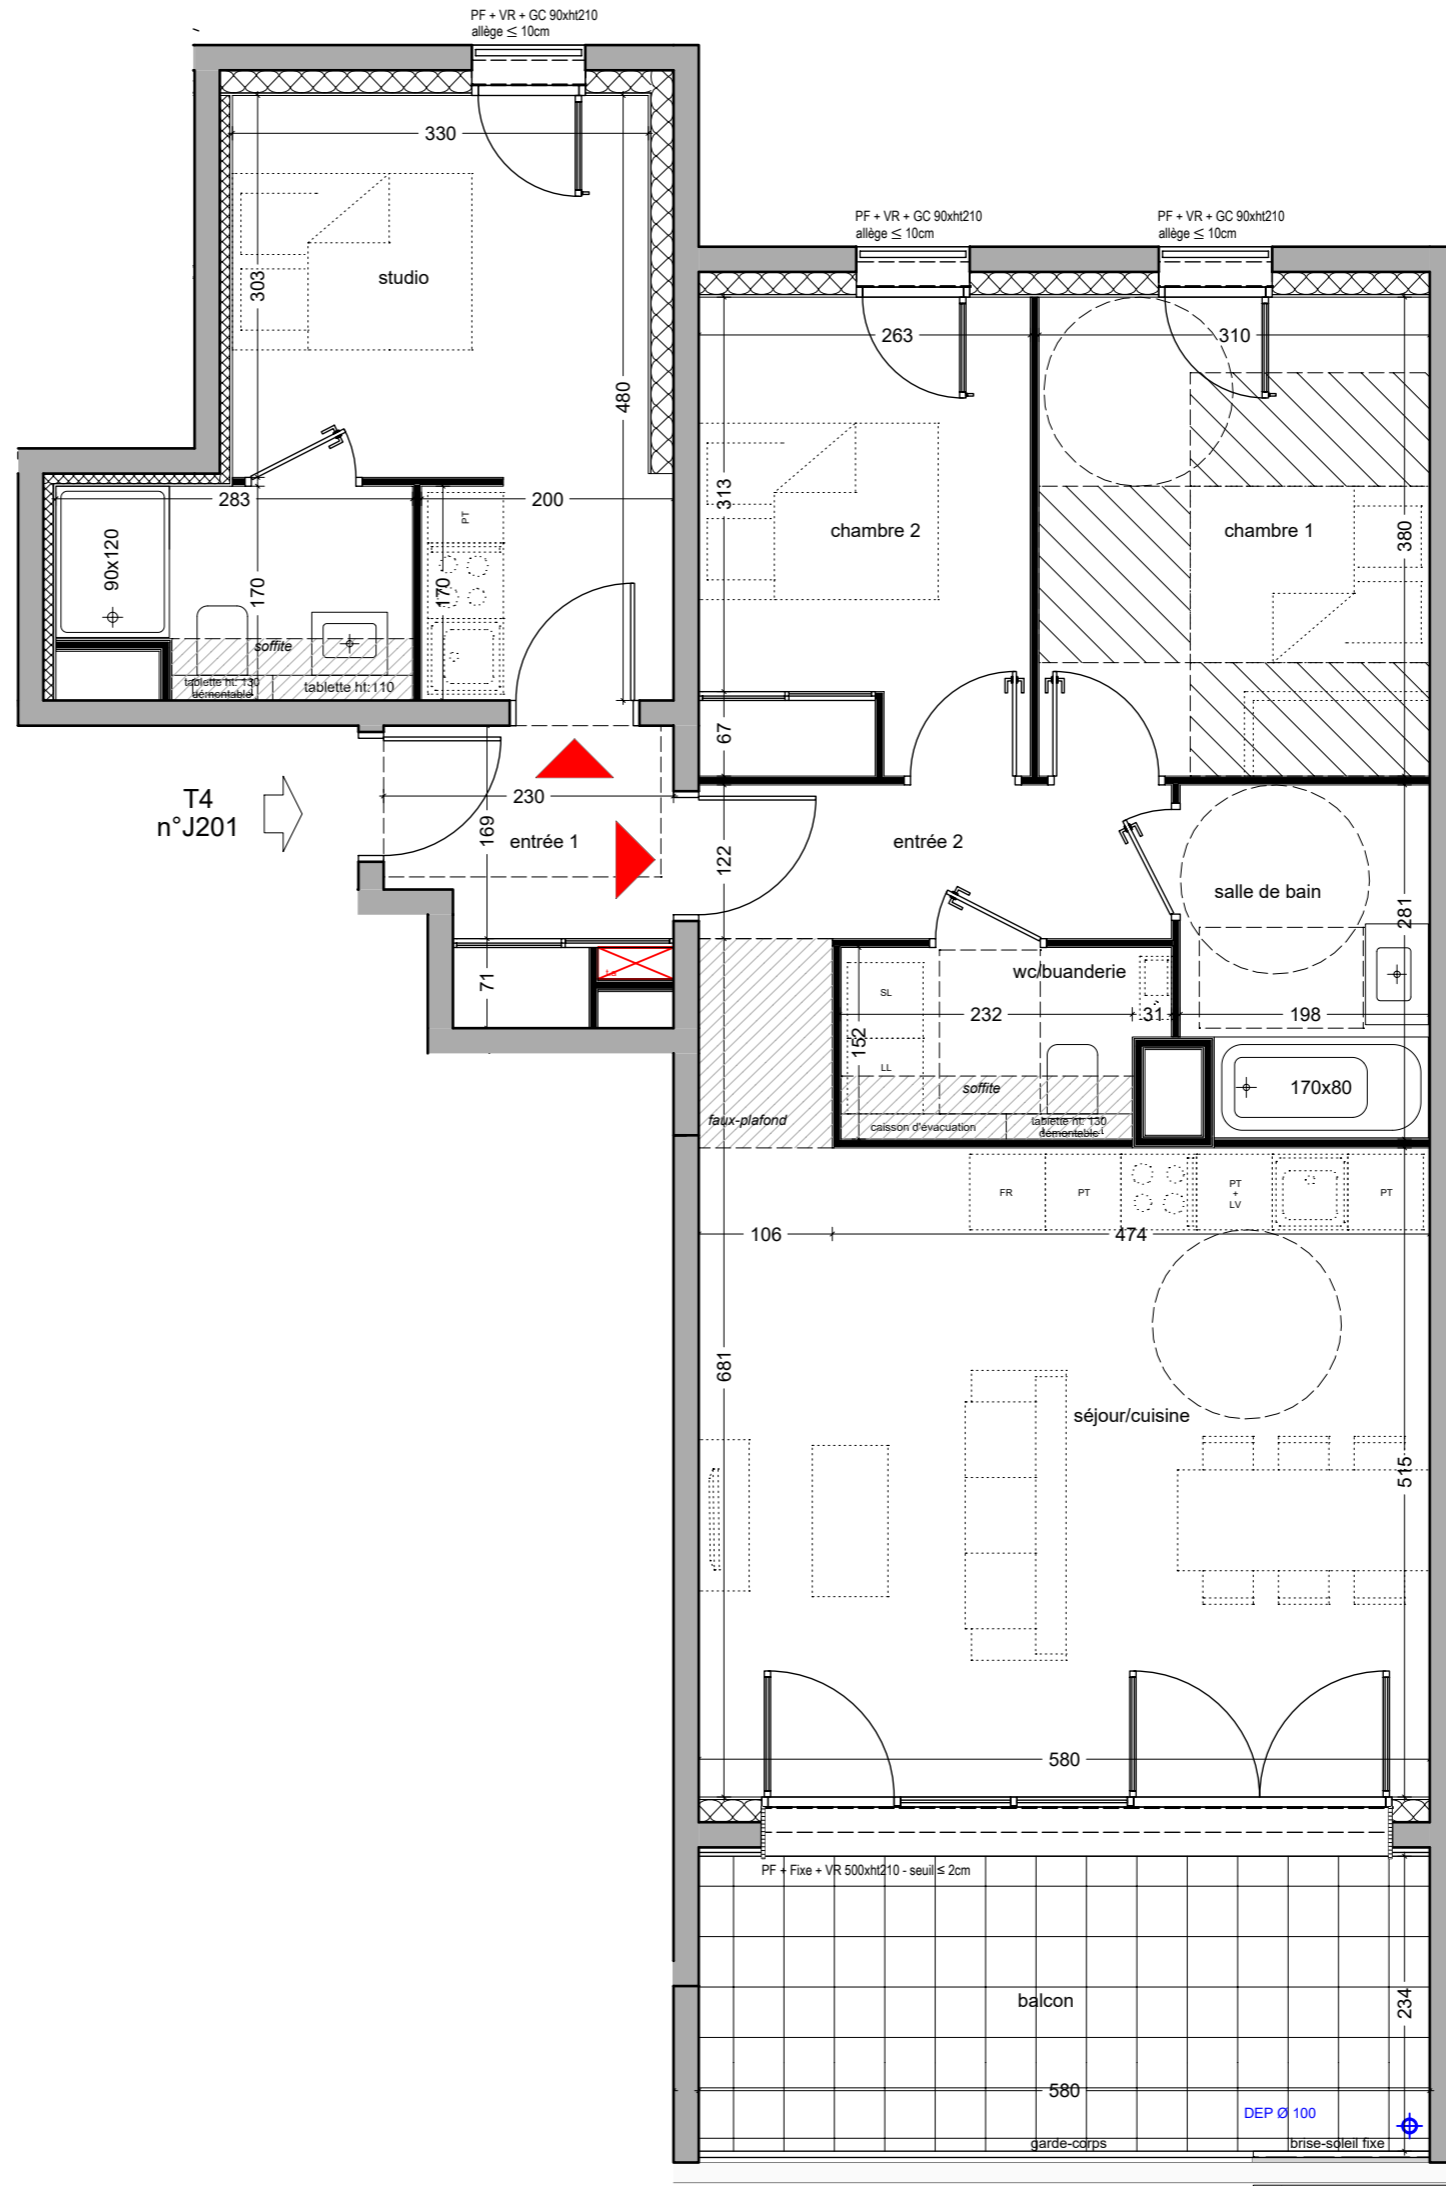 PF + VR + GC 90xht210
allège ≤ 10cm
330
303
studio
480
PF + VR + GC 90xht210
allège ≤ 10cm
PF + VR + GC 90xht210
allège ≤ 10cm
263
310
313
chambre 2
chambre 1
380
283
200
PT
90x120
170
170
soffite
tablette ht: 130
démontable
tablette ht:110
67
T4
n°J201
230
169
entrée 1
122
entrée 2
salle de bain
281
71
wc/buanderie
SL
232
31
198
152
LL
soffite
170x80
faux-plafond
caisson d'évacuation
tablette ht: 130
démontable
FR
PT
PT
+
LV
PT
106
474
681
séjour/cuisine
515
580
PF + Fixe + VR 500xht210 - seuil ≤ 2cm
balcon
234
580
DEP Ø 100
garde-corps
brise-soleil fixe